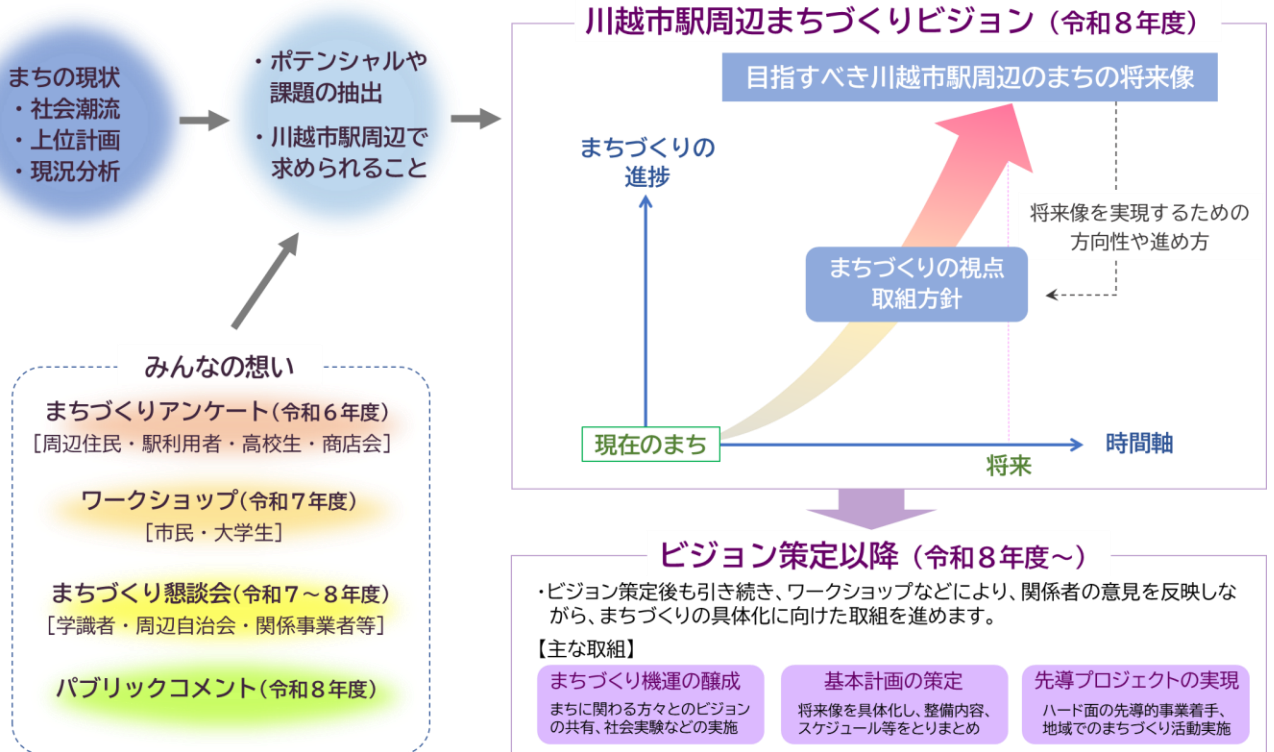 まちの現状
・社会潮流
・上位計画
・現況分析
・ポテンシャルや
課題の抽出
・川越市駅周辺で
求められること
みんなの想い
まちづくりアンケート(令和6年度)
[周辺住民・駅利用者・高校生・商店会]
ワークショップ(令和7年度)
[市民・大学生]
まちづくり懇談会(令和7～8年度)
[学識者・周辺自治会・関係事業者等]
パブリックコメント(令和8年度)
川越市駅周辺まちづくりビジョン（令和８年度）
目指すべき川越市駅周辺のまちの将来像
まちづくりの
進捗
将来像を実現するための
方向性や進め方
まちづくりの視点
取組方針
現在のまち
時間軸
将来
ビジョン策定以降（令和８年度～）
・ビジョン策定後も引き続き、ワークショップなどにより、関係者の意見を反映しな
がら、まちづくりの具体化に向けた取組を進めます。
【主な取組】
まちづくり機運の醸成
まちに関わる方々とのビジョン
の共有、社会実験などの実施
基本計画の策定
将来像を具体化し、整備内容、
スケジュール等をとりまとめ
先導プロジェクトの実現
ハード面の先導的事業着手、
地域でのまちづくり活動実施